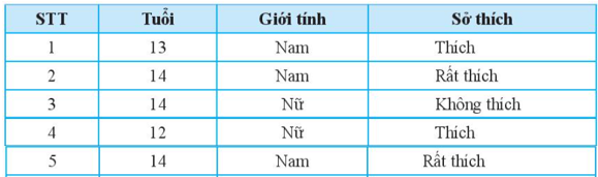 STT Tuổi Giới tính Sở thích
1 13 Nam Thích
2 14 Nam Rất thích
3 14 Nữ Không thích
4 12 Nữ Thích
5 14 Nam Rất thích